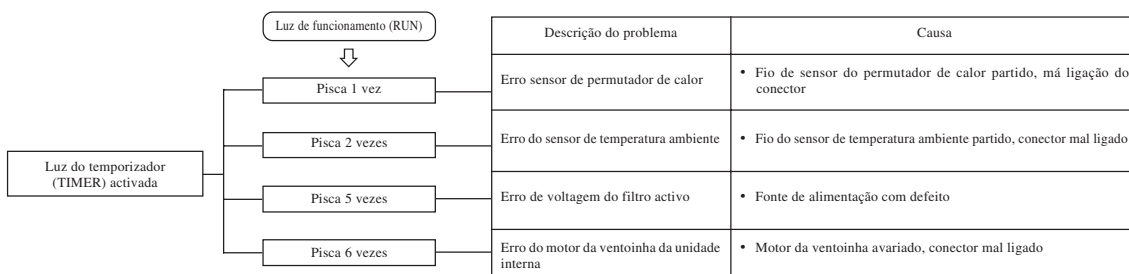 Luz de funcionamento (RUN)
Descrição do problema
Causa
Pisca 1 vez
Erro sensor de permutador de calor
• Fio de sensor do permutador de calor partido, má ligação do
conector
Pisca 2 vezes
Erro do sensor de temperatura ambiente
• Fio do sensor de temperatura ambiente partido, conector mal ligado
Luz do temporizador
(TIMER) activada
Pisca 5 vezes
Erro de voltagem do filtro activo
• Fonte de alimentação com defeito
Pisca 6 vezes
Erro do motor da ventoinha da unidade
interna
• Motor da ventoinha avariado, conector mal ligado